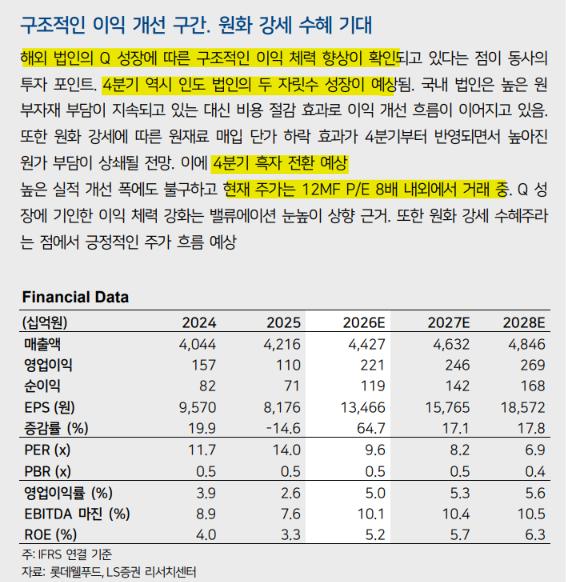 구조적인 이익 개선 구간. 원화 강세 수혜 기대
해외 법인의 Q 성장에 따른 구조적인 이익 체력 향상이 확인되고 있다는 점이 동사의
투자 포인트. 4분기 역시 인도 법인의 두 자릿수 성장이 예상됨. 국내 법인은 높은 원
부자재 부담이 지속되고 있는 대신 비용 절감 효과로 이익 개선 흐름이 이어지고 있음.
또한 원화 강세에 따른 원재료 매입 단가 하락 효과가 4분기부터 반영되면서 높아진
원가 부담이 상쇄될 전망. 이에 4분기 흑자 전환 예상
높은 실적 개선 폭에도 불구하고 현재 주가는 12MF P/E 8배 내외에서 거래 중. Q 성
장에 기인한 이익 체력 강화는 밸류에이션 눈높이 상향 근거. 또한 원화 강세 수혜주라
는 점에서 긍정적인 주가 흐름 예상
Financial Data
(십억원) 2024 2025 2026E 2027E 2028E
매출액 4,044 4,216 4,427 4,632 4,846
영업이익 157 110 221 246 269
순이익 82 71 119 142 168
EPS (원) 9,570 8,176 13,466 15,765 18,572
증감률 (%) 19.9 -14.6 64.7 17.1 17.8
PER (x) 11.7 14.0 9.6 8.2 6.9
PBR (x) 0.5 0.5 0.5 0.5 0.4
영업이익률 (%) 3.9 2.6 5.0 5.3 5.6
EBITDA 마진 (%) 8.9 7.6 10.1 10.4 10.5
ROE (%) 4.0 3.3 5.2 5.7 6.3
주: IFRS 연결 기준
자료: 롯데웰푸드, LS증권 리서치센터